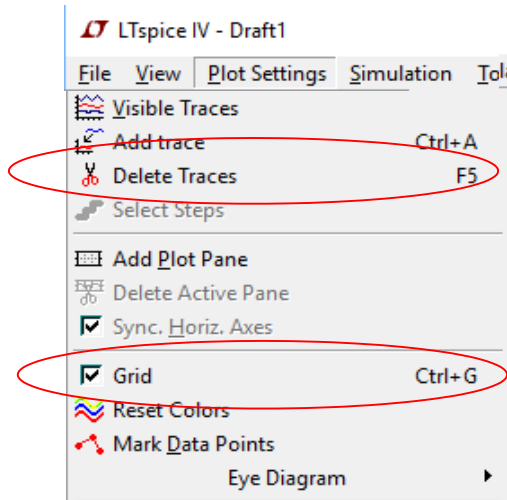 LTspice IV - Draft1
File View Plot Settings Simulation
Visible Traces
Add trace Ctrl+A
Delete Traces F5
Select Steps
Add Plot Pane
Delete Active Pane
Sync. Horiz. Axes
Grid Ctrl+G
Reset Colors
Mark Data Points
Eye Diagram